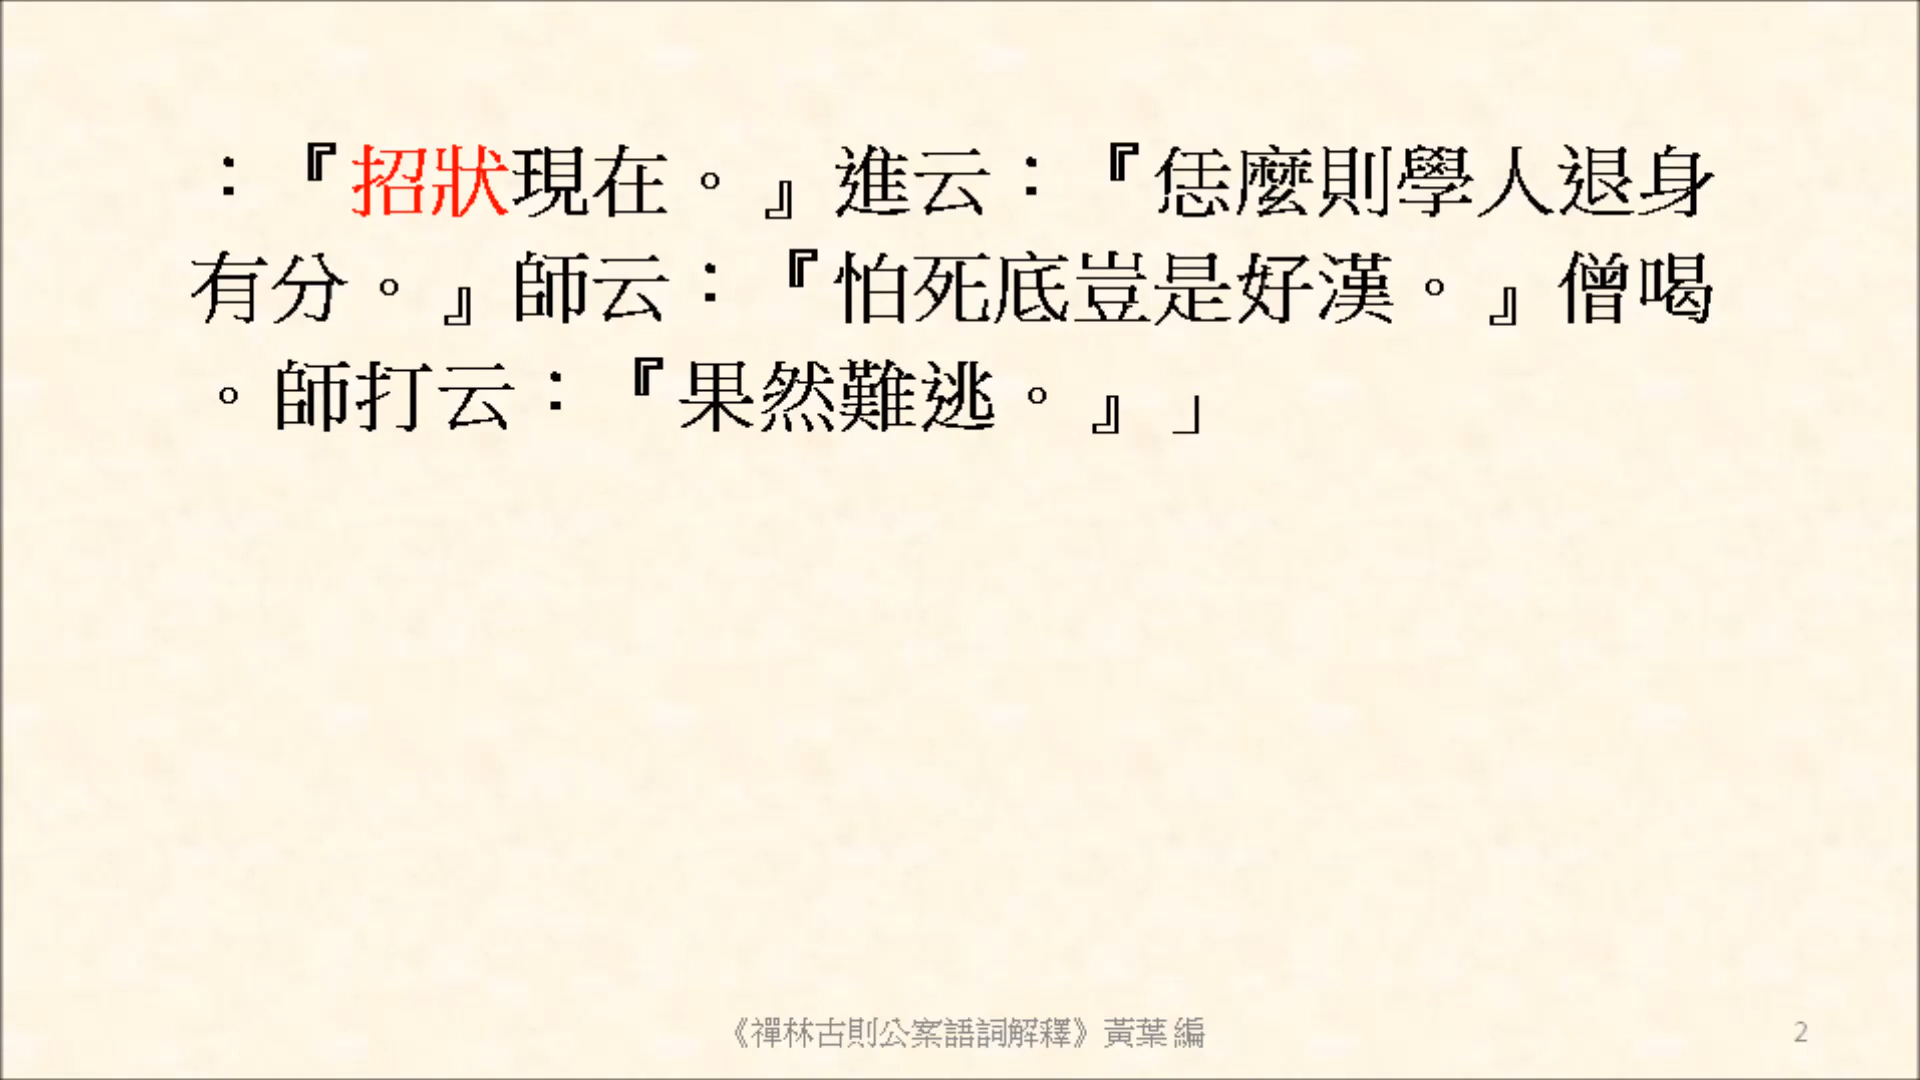 ：『招狀現在。』進云：『恁麼則學人退身
有分。』師云：『怕死底豈是好漢。』僧喝
。師打云：『果然難逃。』」
《禪林古則公案語詞解釋》黃葉 編
2